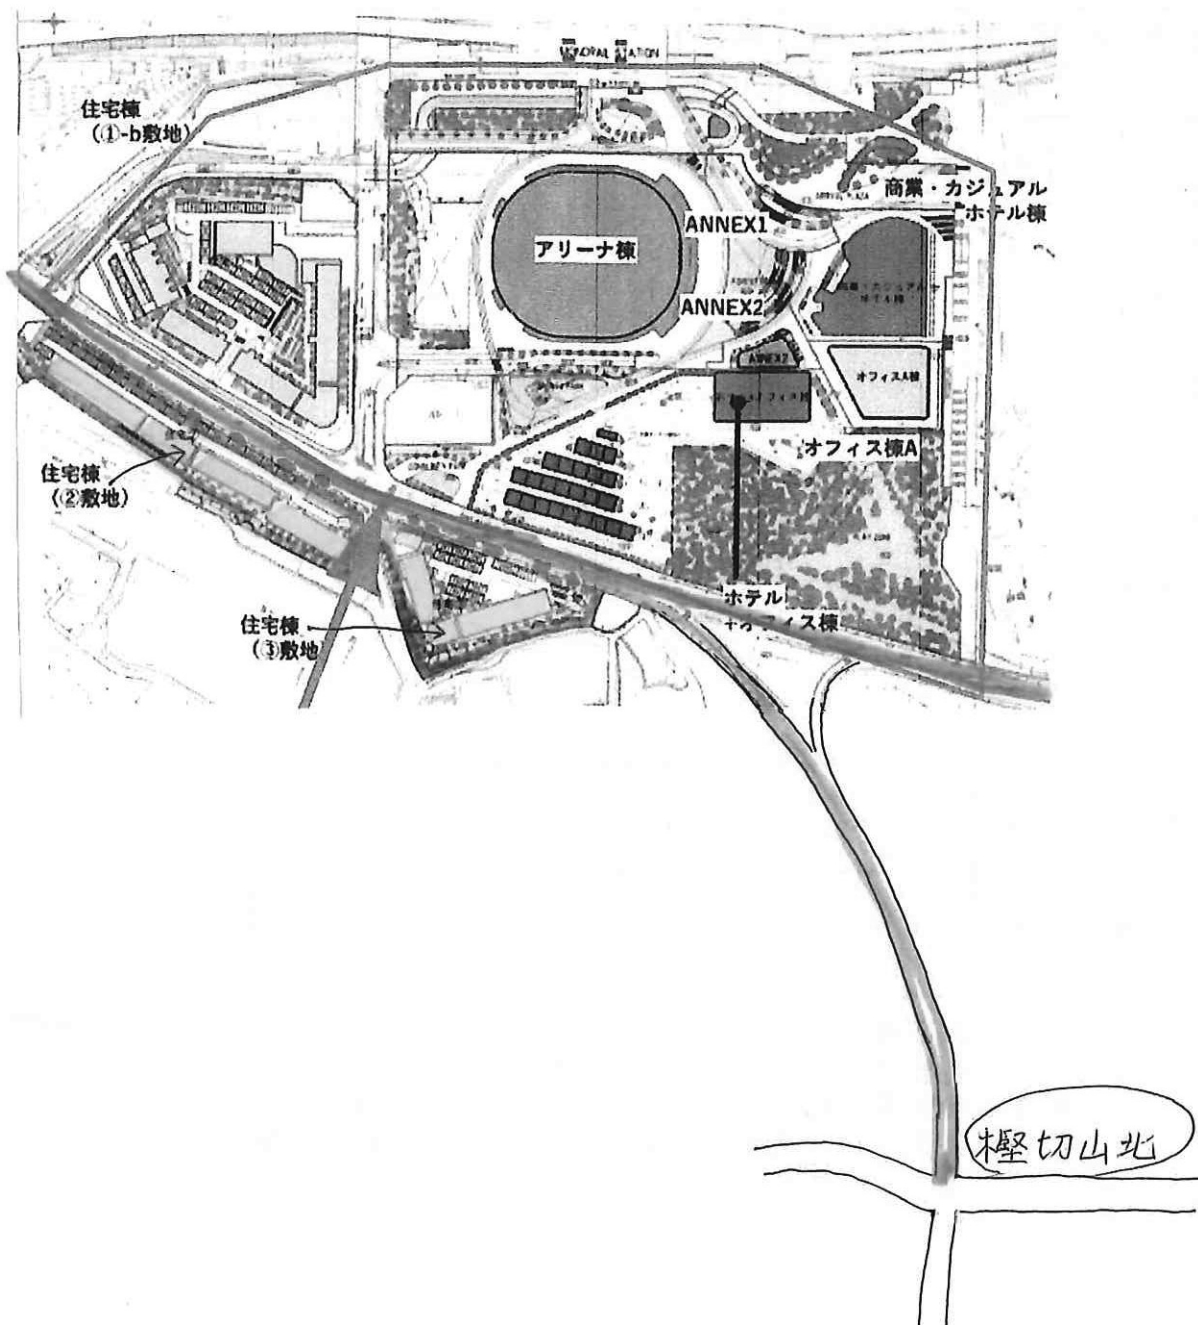 MONORAIL STATION
住宅棟
(①-b敷地)
商業・カジュアル
ホテル棟
ANNEX1
アリーナ棟
ANNEX2
ANNEX2
オフィスA棟
オフィス棟A
住宅棟
(②敷地)
ホテル
+オフィス棟
住宅棟
(③敷地)
樫切山北